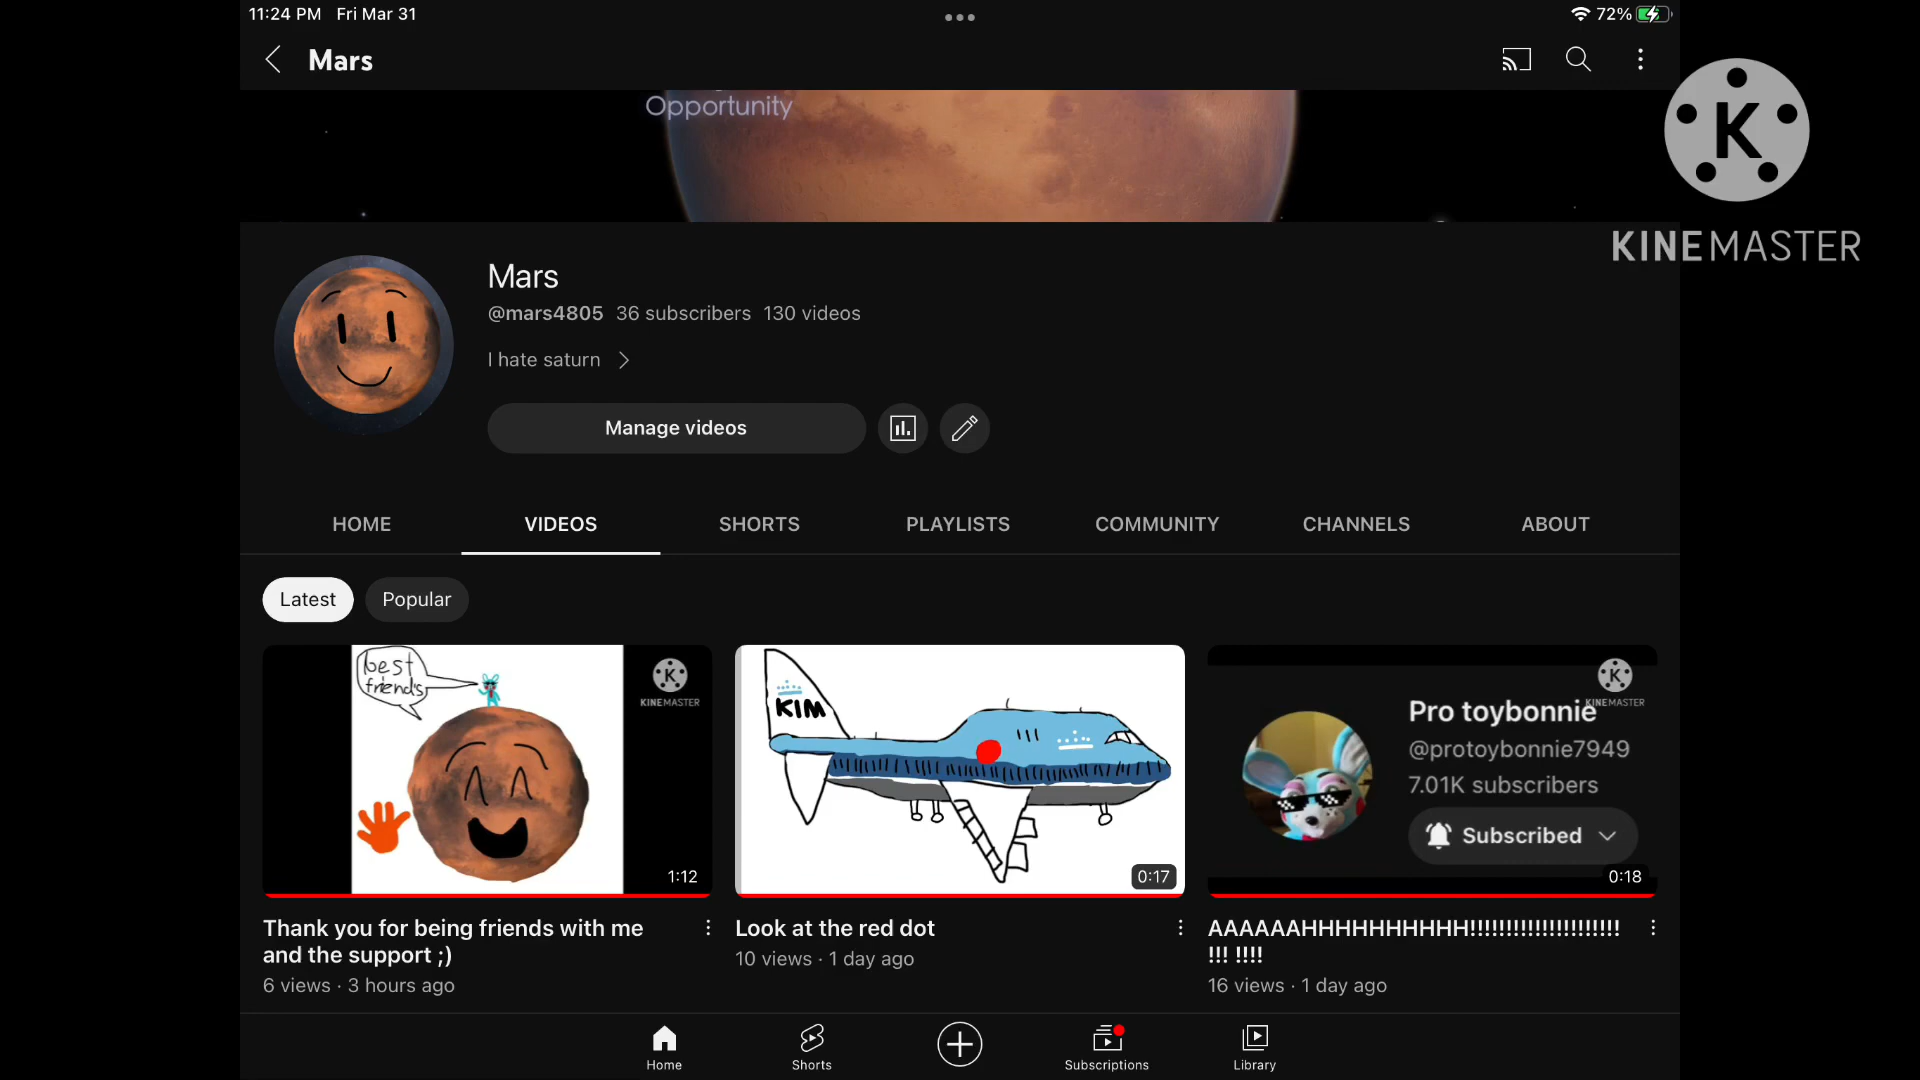 11:24 PM Fri Mar 31
72%
Mars
Opportunity
K
KINEMASTER
Mars
@mars4805 36 subscribers 130 videos
I hate saturn
Manage videos
HOME VIDEOS SHORTS PLAYLISTS COMMUNITY CHANNELS ABOUT
Latest Popular
best
friends
K
KINEMASTER
1:12
KIM
0:17
K
KINEMASTER
Pro toybonnie
@protoybonnie7949
7.01K subscribers
Subscribed
0:18
Thank you for being friends with me
and the support ;)
6 views · 3 hours ago
Look at the red dot
10 views · 1 day ago
AAAAAAHHHHHHHHHHH!!!!!!!!!!!!!!!!!!!!!
!!! !!!!
16 views · 1 day ago
Home Shorts Subscriptions Library